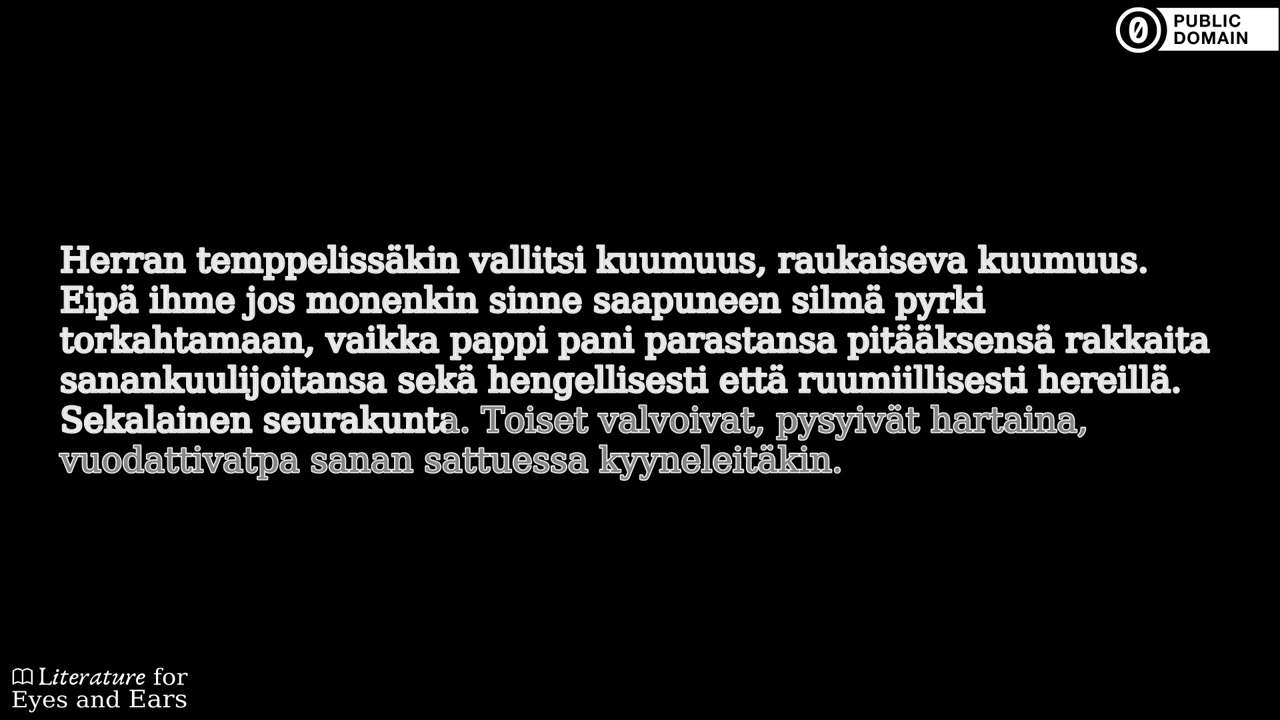 PUBLIC
DOMAIN
Herran temppelissäkin vallitsi kuumuus, raukaiseva kuumuus.
Eipä ihme jos monenkin sinne saapuneen silmä pyrki
torkahtamaan, vaikka pappi pani parastansa pitääksensä rakkaita
sanankuulijoitansa sekä hengellisesti että ruumiillisesti hereillä.
Sekalainen seurakunta. Toiset valvoivat, pysyivät hartaina,
vuodattivatpa sanan sattuessa kyyneleitäkin.
Literature for
Eyes and Ears